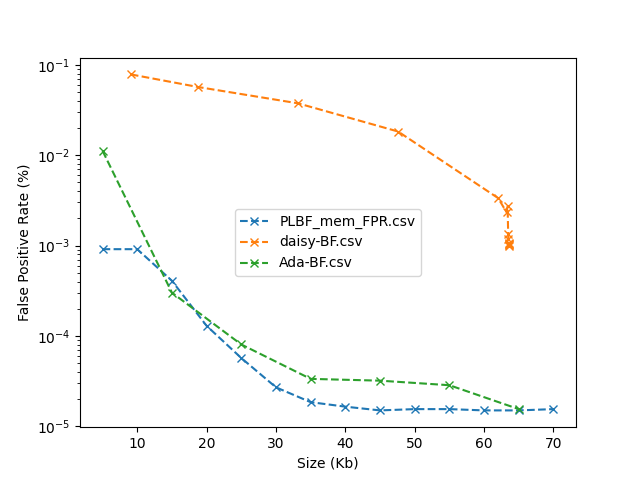 10⁻¹
10⁻²
10⁻³
10⁻⁴
10⁻⁵
False Positive Rate (%)
PLBF_mem_FPR.csv
daisy-BF.csv
Ada-BF.csv
10 20 30 40 50 60 70
Size (Kb)